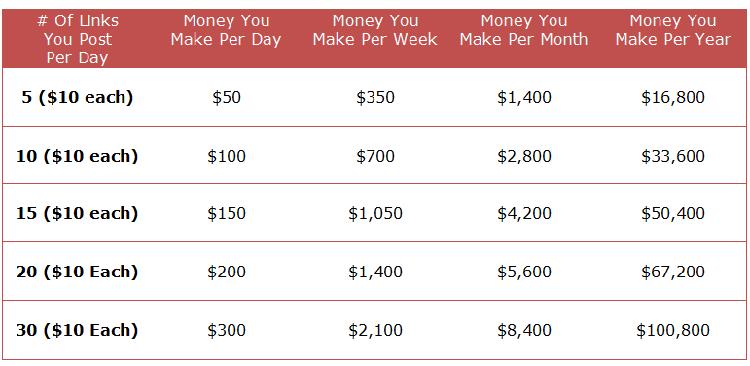 # Of Links
You Post
Per Day
Money You
Make Per Day
Money You
Make Per Week
Money You
Make Per Month
Money You
Make Per Year
5 ($10 each) $50 $350 $1,400 $16,800
10 ($10 each) $100 $700 $2,800 $33,600
15 ($10 each) $150 $1,050 $4,200 $50,400
20 ($10 Each) $200 $1,400 $5,600 $67,200
30 ($10 Each) $300 $2,100 $8,400 $100,800